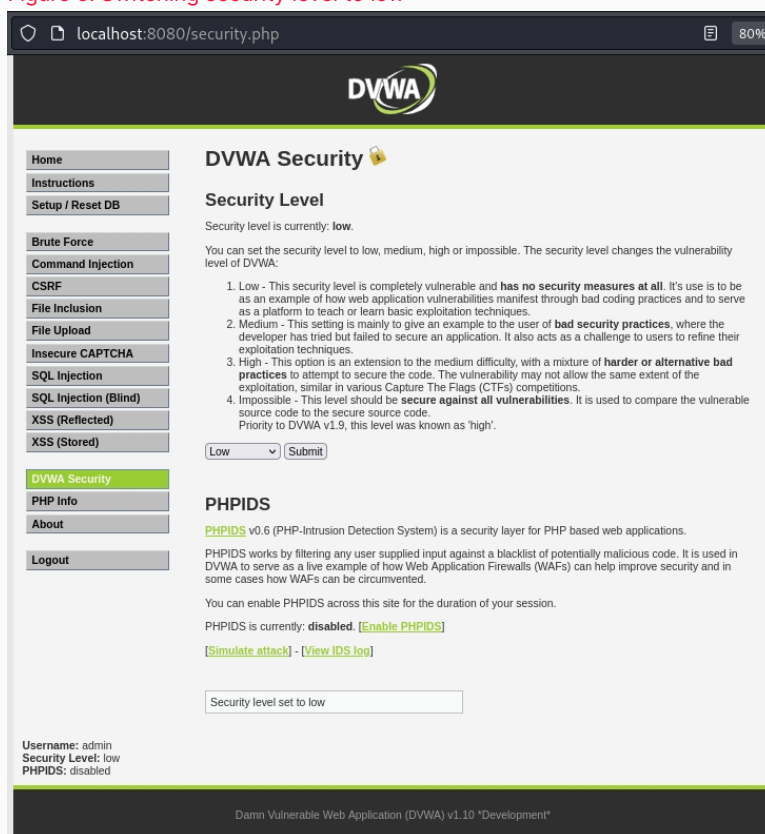 localhost:8080/security.php
80%
DVWA
Home
Instructions
Setup / Reset DB
Brute Force
Command Injection
CSRF
File Inclusion
File Upload
Insecure CAPTCHA
SQL Injection
SQL Injection (Blind)
XSS (Reflected)
XSS (Stored)
DVWA Security
PHP Info
About
Logout
DVWA Security
Security Level
Security level is currently: low.
You can set the security level to low, medium, high or impossible. The security level changes the vulnerability
level of DVWA:
1. Low - This security level is completely vulnerable and has no security measures at all. It's use is to be
as an example of how web application vulnerabilities manifest through bad coding practices and to serve
as a platform to teach or learn basic exploitation techniques.
2. Medium - This setting is mainly to give an example to the user of bad security practices, where the
developer has tried but failed to secure an application. It also acts as a challenge to users to refine their
exploitation techniques.
3. High - This option is an extension to the medium difficulty, with a mixture of harder or alternative bad
practices to attempt to secure the code. The vulnerability may not allow the same extent of the
exploitation, similar in various Capture The Flags (CTFs) competitions.
4. Impossible - This level should be secure against all vulnerabilities. It is used to compare the vulnerable
source code to the secure source code.
Priority to DVWA v1.9, this level was known as 'high'.
Low Submit
PHPIDS
PHPIDS v0.6 (PHP-Intrusion Detection System) is a security layer for PHP based web applications.
PHPIDS works by filtering any user supplied input against a blacklist of potentially malicious code. It is used in
DVWA to serve as a live example of how Web Application Firewalls (WAFs) can help improve security and in
some cases how WAFs can be circumvented.
You can enable PHPIDS across this site for the duration of your session.
PHPIDS is currently: disabled. [Enable PHPIDS]
[Simulate attack] - [View IDS log]
Security level set to low
Username: admin
Security Level: low
PHPIDS: disabled
Damn Vulnerable Web Application (DVWA) v1.10 *Development*